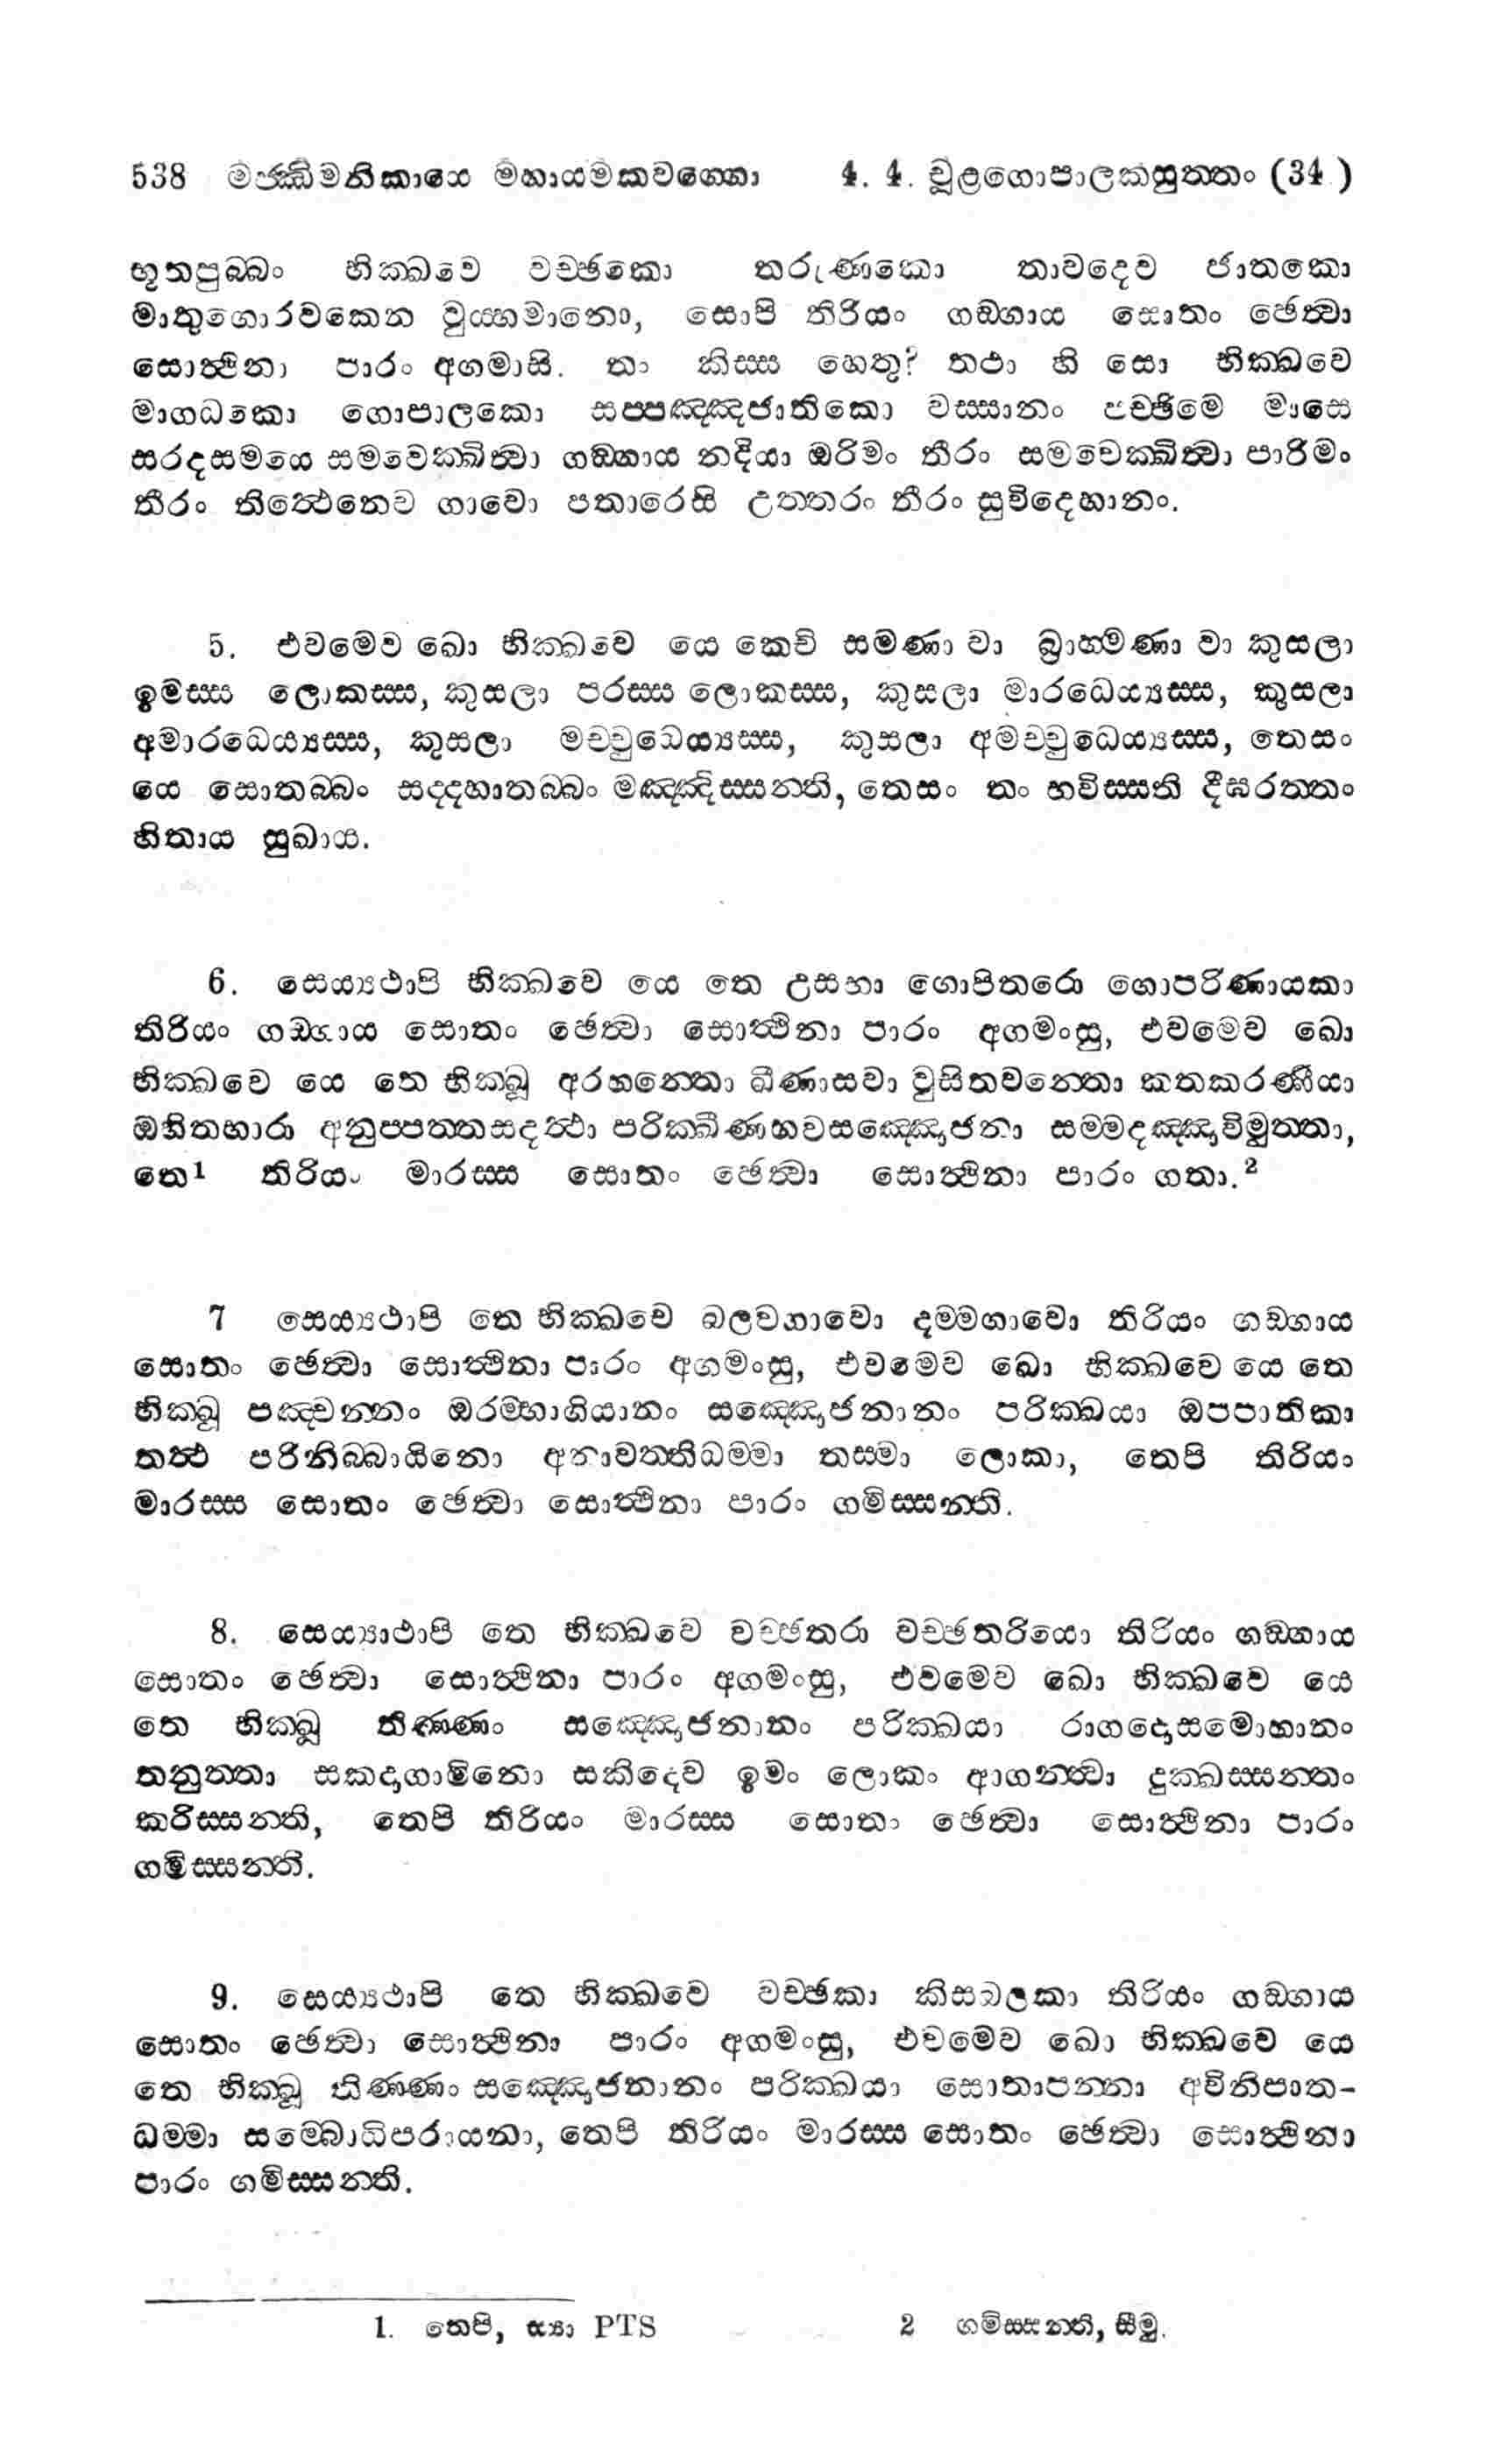 538 මජ්ඣිමනිකායෙ මහායමකවග්ගො 4. 4. චූළගොපාලකසුත්තං (34 )
භූතපුබ්බං භික්ඛවෙ වච්ඡකො තරුණකො තාවදෙව ජාතකො
මාතුගොරවකෙන වුය්හමානො, සොපි තිරියං ගඞ්ගාය සොතං ඡෙත්වා
සොත්ථිනා පාරං අගමාසි. තං කිස්ස හෙතු? තථා හි සො භික්ඛවෙ
මාගධකො ගොපාලකො සප්පඤ්ඤජාතිකො වස්සානං පච්ඡිමෙ මාසෙ
සරදසමයෙ සමවෙක්ඛිත්වා ගඞ්ගාය නදියා ඔරිමං තීරං සමවෙක්ඛිත්වා පාරිමං
තීරං තිත්ථෙනෙව ගාවො පතාරෙසි උත්තරං තීරං සුවිදෙහානං.
5. එවමෙව ඛො භික්ඛවෙ යෙ කෙචි සමණා වා බ්‍රාහ්මණා වා කුසලා
ඉමස්ස ලොකස්ස, කුසලා පරස්ස ලොකස්ස, කුසලා මාරධෙය්‍යස්ස, කුසලා
අමාරධෙය්‍යස්ස, කුසලා මච්චුධෙය්‍යස්ස, කුසලා අමච්චුධෙය්‍යස්ස, තෙසං
යෙ සොතබ්බං සද්දහාතබ්බං මඤ්ඤිස්සන්ති, තෙසං තං භවිස්සති දීඝරත්තං
හිතාය සුඛාය.
6. සෙය්‍යථාපි භික්ඛවෙ යෙ තෙ උසභා ගොපිතරො ගොපරිණායකා
තිරියං ගඞ්ගාය සොතං ඡෙත්වා සොත්ථිනා පාරං අගමංසු, එවමෙව ඛො
භික්ඛවෙ යෙ තෙ භික්ඛූ අරහන්තො ඛීණාසවා වුසිතවන්තො කතකරණීයා
ඔහිතභාරා අනුප්පත්තසදත්ථා පරික්ඛීණභවසඤ්ඤොජනා සම්මදඤ්ඤාවිමුත්තා,
තෙ¹ තිරියං මාරස්ස සොතං ඡෙත්වා සොත්ථිනා පාරං ගතා.²
7 සෙය්‍යථාපි තෙ භික්ඛවෙ බලවගාවො දම්මගාවො තිරියං ගඞ්ගාය
සොතං ඡෙත්වා සොත්ථිනා පාරං අගමංසු, එවමෙව ඛො භික්ඛවෙ යෙ තෙ
භික්ඛූ පඤ්චන්නං ඔරම්භාගියානං සඤ්ඤොජනානං පරික්ඛයා ඔපපාතිකා
තත්ථ පරිනිබ්බායිනො අනාවත්තිධම්මා තස්මා ලොකා, තෙපි තිරියං
මාරස්ස සොතං ඡෙත්වා සොත්ථිනා පාරං ගමිස්සන්ති.
8. සෙය්‍යාථාපි තෙ භික්ඛවෙ වච්ඡතරා වච්ඡතරියො තිරියං ගඞ්ගාය
සොතං ඡෙත්වා සොත්ථිනා පාරං අගමංසු, එවමෙව ඛො භික්ඛවෙ යෙ
තෙ භික්ඛූ තිණ්ණං සඤ්ඤොජනානං පරික්ඛයා රාගදොසමොහානං
තනුත්තා සකදාගාමිනො සකිදෙව ඉමං ලොකං ආගන්ත්වා දුක්ඛස්සන්තං
කරිස්සන්ති, තෙපි තිරියං මාරස්ස සොතං ඡෙත්වා සොත්ථිනා පාරං
ගමිස්සන්ති.
9. සෙය්‍යථාපි තෙ භික්ඛවෙ වච්ඡකා කිසබලකා තිරියං ගඞ්ගාය
සොතං ඡෙත්වා සොත්ථිනා පාරං අගමංසු, එවමෙව ඛො භික්ඛවෙ යෙ
තෙ භික්ඛූ තිණ්ණං සඤ්ඤොජනානං පරික්ඛයා සොතාපන්නා අවිනිපාත-
ධම්මා සම්බොධිපරායනා, තෙපි තිරියං මාරස්ස සොතං ඡෙත්වා සොත්ථිනා
පාරං ගමිස්සන්ති.
1. තෙපි, ස්‍යා PTS 2 ගමිස්සන්ති, සීමු.